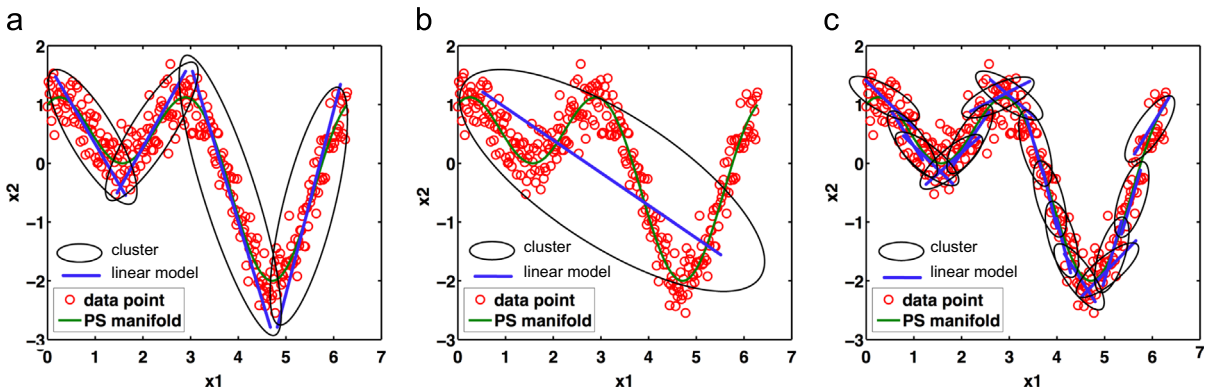 a
2
1
0
−1
−2
−3
x2
cluster
linear model
data point
PS manifold
0 1 2 3 4 5 6 7
x1
b
2
1
0
−1
−2
−3
x2
cluster
linear model
data point
PS manifold
0 1 2 3 4 5 6 7
x1
c
2
1
0
−1
−2
−3
x2
cluster
linear model
data point
PS manifold
0 1 2 3 4 5 6 7
x1